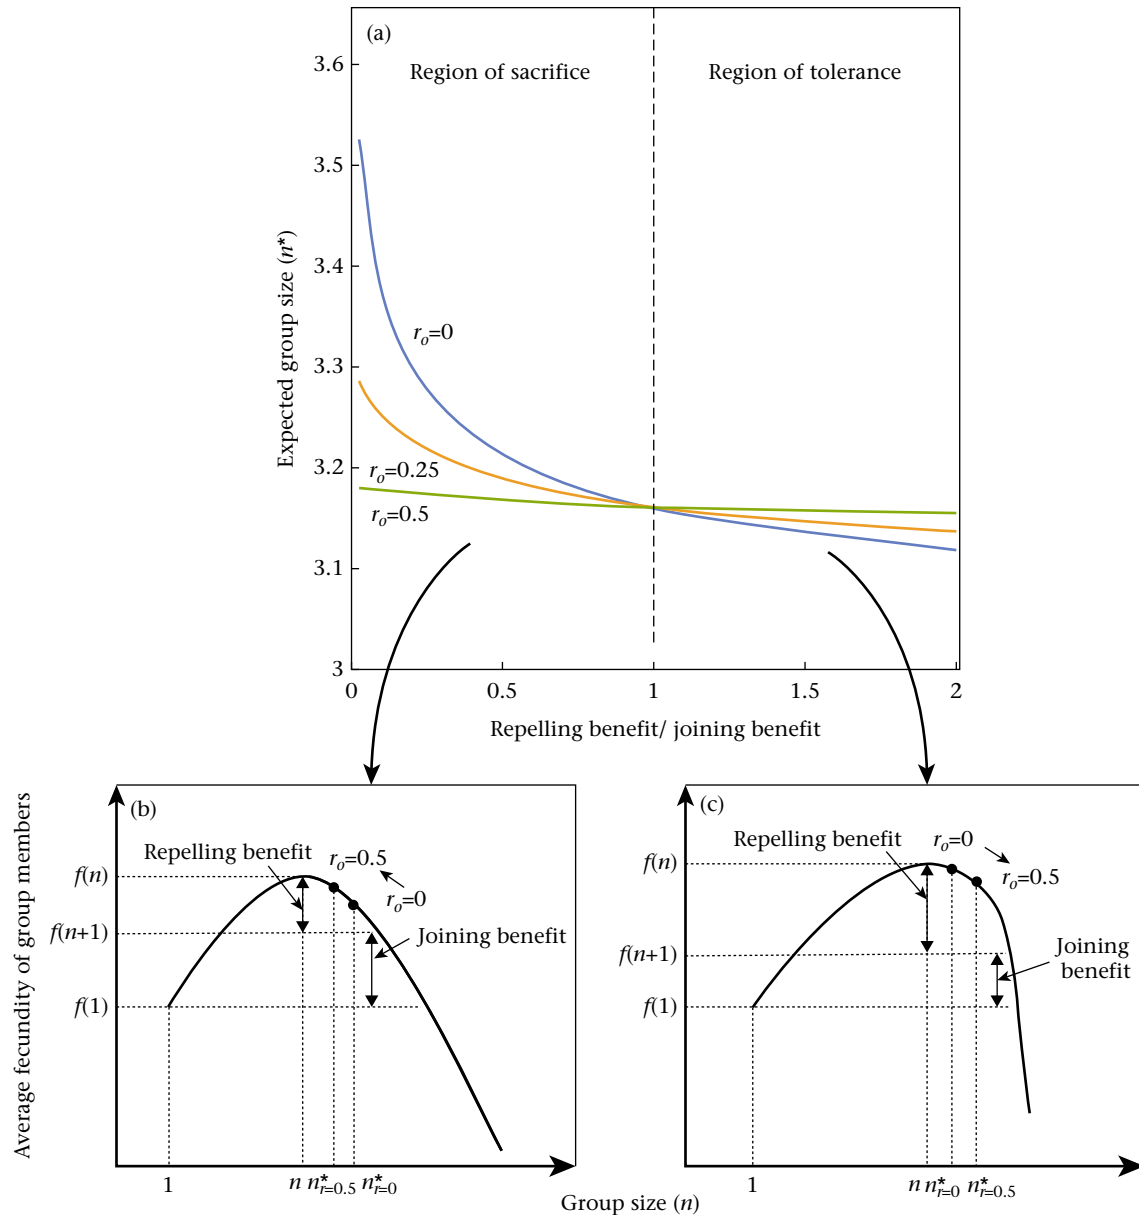 (a)
Region of sacrifice
Region of tolerance
3.6
3.5
3.4
3.3
3.2
3.1
3
Expected group size (n*)
r_o=0
r_o=0.25
r_o=0.5
0
0.5
1
1.5
2
Repelling benefit/ joining benefit
(b)
Average fecundity of group members
f(n)
f(n+1)
f(1)
Repelling benefit
r_o=0.5
r_o=0
Joining benefit
1
n
n*_{r=0.5}
n*_{r=0}
(c)
f(n)
f(n+1)
f(1)
Repelling benefit
r_o=0
r_o=0.5
Joining
benefit
1
n
n*_{r=0}
n*_{r=0.5}
Group size (n)